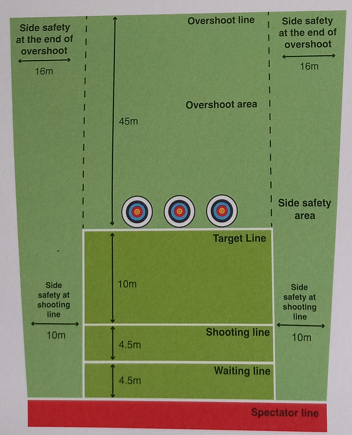 Side safety
at the end of
overshoot
16m
Overshoot line
Side safety
at the end of
overshoot
16m
Overshoot area
45m
Side safety
area
Target Line
10m
Side
safety at
shooting
line
10m
Side
safety at
shooting
line
10m
Shooting line
4.5m
Waiting line
4.5m
Spectator line